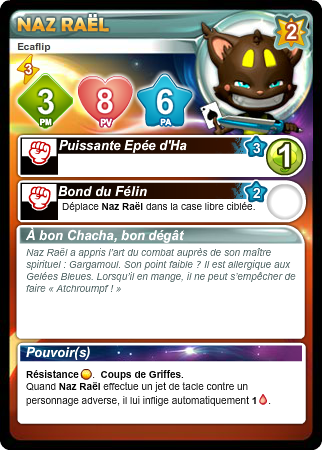 NAZ RAËL
2
Ecaflip
3
3
PM
8
PV
6
PA
Puissante Epée d'Ha
3
1
Bond du Félin
2
Déplace Naz Raël dans la case libre ciblée.
À bon Chacha, bon dégât
Naz Raël a appris l'art du combat auprès de son maître
spirituel : Gargamoul. Son point faible ? Il est allergique aux
Gelées Bleues. Lorsqu'il en mange, il ne peut s'empêcher de
faire « Atchroumpf ! »
Pouvoir(s)
Résistance . Coups de Griffes.
Quand Naz Raël effectue un jet de tacle contre un
personnage adverse, il lui inflige automatiquement 1 .